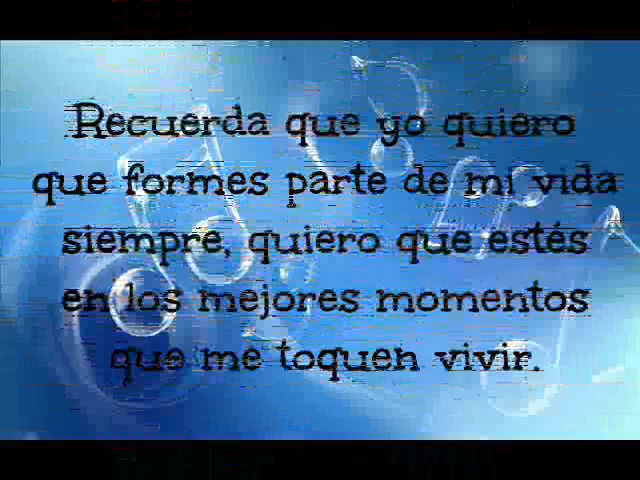 Recuerda que yo quiero
que formes parte de mi vida
siempre, quiero que estés
en los mejores momentos
que me toquen vivir.